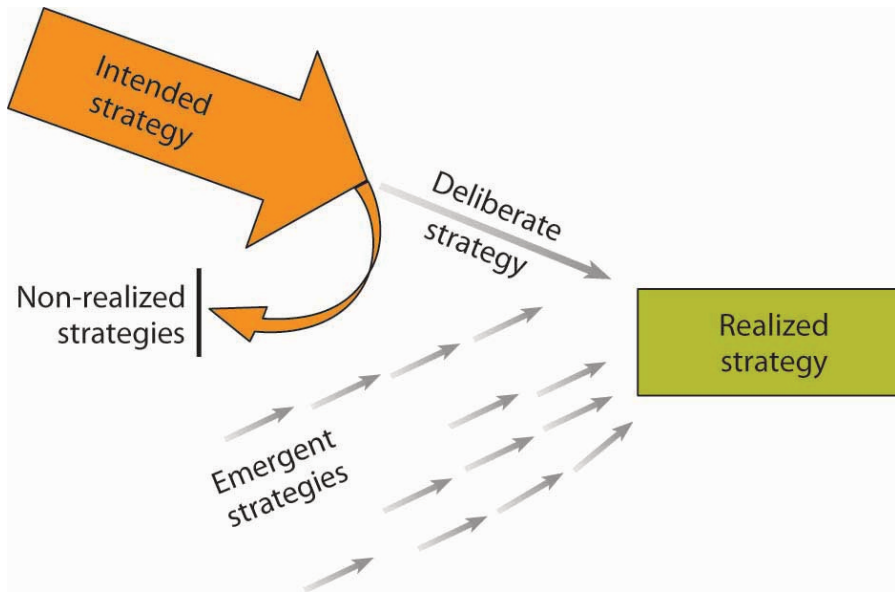 Intended
strategy
Deliberate
strategy
Non-realized
strategies
Realized
strategy
Emergent
strategies